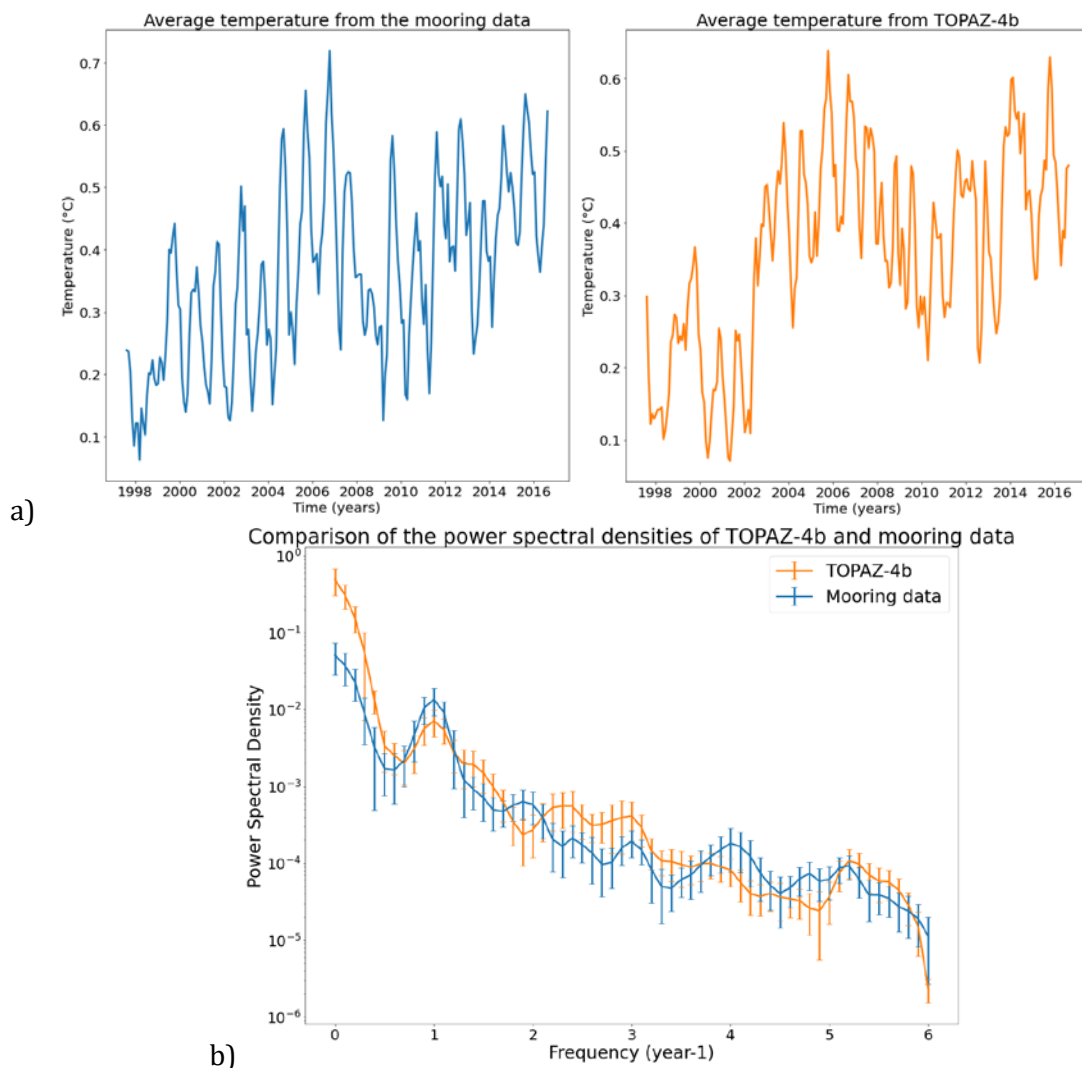 Average temperature from the mooring data
Average temperature from TOPAZ-4b
0.7
0.6
0.5
0.4
0.3
0.2
0.1
Temperature (°C)
1998 2000 2002 2004 2006 2008 2010 2012 2014 2016
Time (years)
0.6
0.5
0.4
0.3
0.2
0.1
Temperature (°C)
1998 2000 2002 2004 2006 2008 2010 2012 2014 2016
Time (years)
a)
Comparison of the power spectral densities of TOPAZ-4b and mooring data
TOPAZ-4b
Mooring data
10⁰
10⁻¹
10⁻²
10⁻³
10⁻⁴
10⁻⁵
10⁻⁶
Power Spectral Density
0 1 2 3 4 5 6
Frequency (year-1)
b)